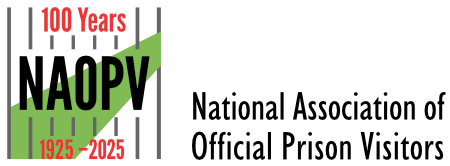 100 Years
NAOPV
1925 –2025
National Association of
Official Prison Visitors